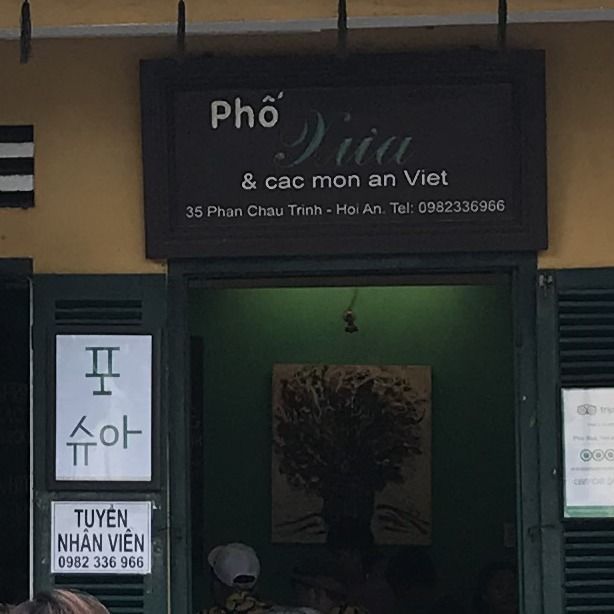 Phố
Xưa
& cac mon an Viet
35 Phan Chau Trinh - Hoi An. Tel: 0982336966
포
슈아
TUYỂN
NHÂN VIÊN
0982 336 966